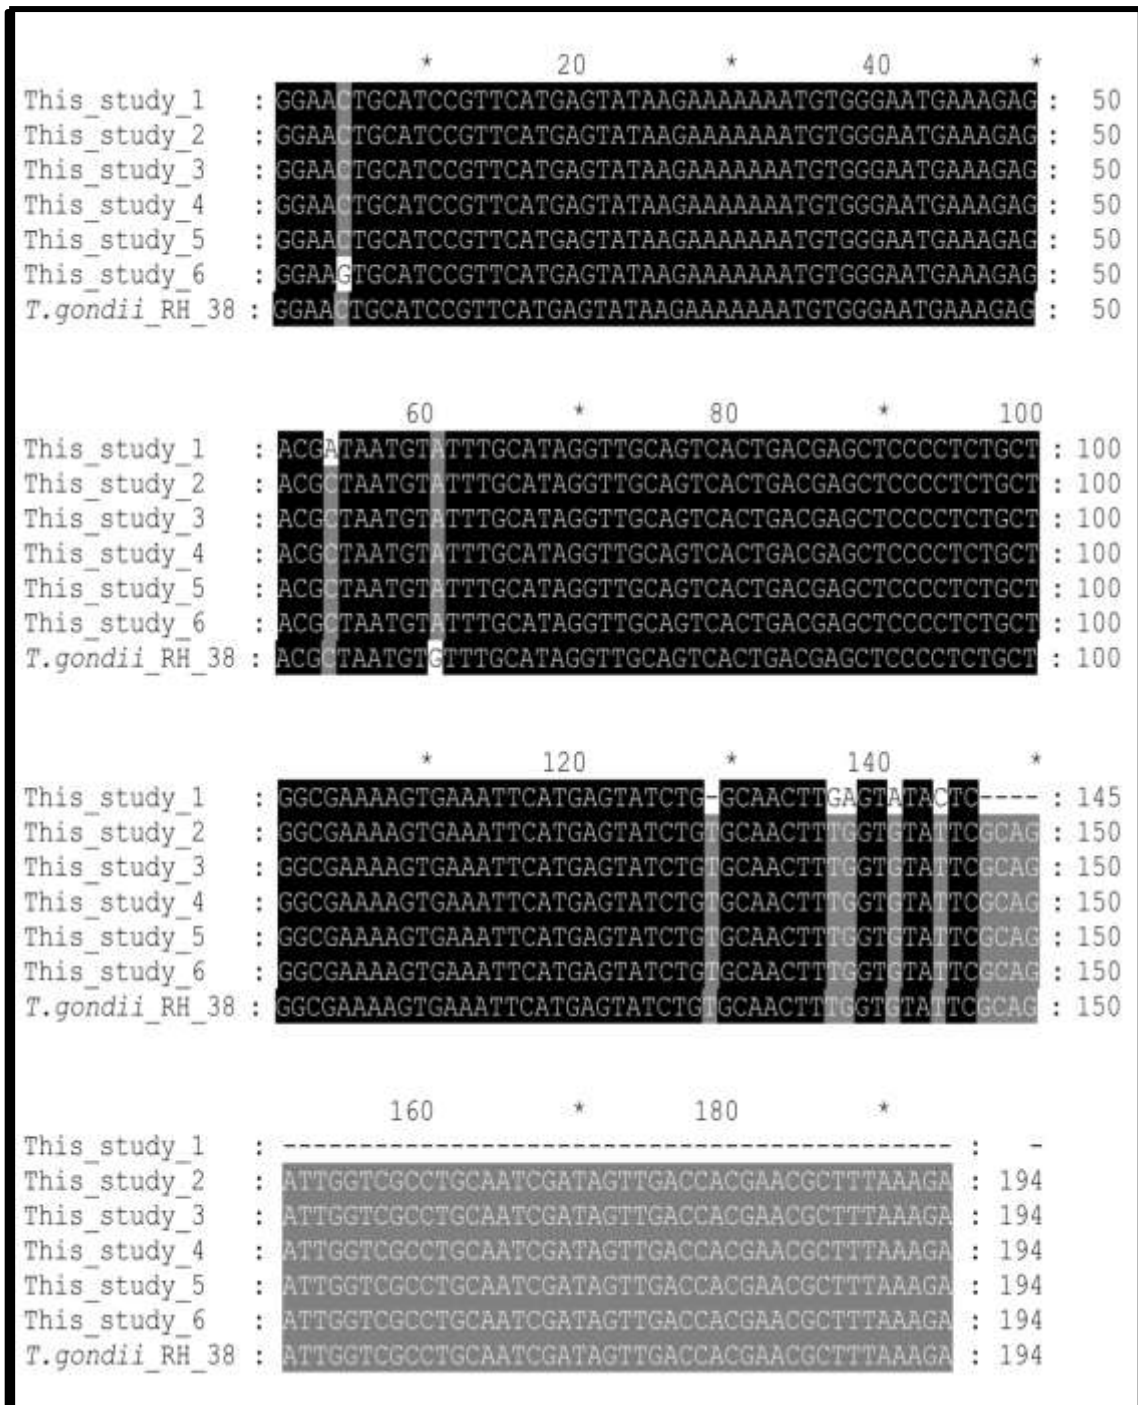 * 20 * 40 *
This_study_1 : GGAACTGCATCCGTTCATGAGTATAAGAAAAAAATGTGGGAATGAAAGAG : 50
This_study_2 : GGAACTGCATCCGTTCATGAGTATAAGAAAAAAATGTGGGAATGAAAGAG : 50
This_study_3 : GGAACTGCATCCGTTCATGAGTATAAGAAAAAAATGTGGGAATGAAAGAG : 50
This_study_4 : GGAACTGCATCCGTTCATGAGTATAAGAAAAAAATGTGGGAATGAAAGAG : 50
This_study_5 : GGAACTGCATCCGTTCATGAGTATAAGAAAAAAATGTGGGAATGAAAGAG : 50
This_study_6 : GGAAGTGCATCCGTTCATGAGTATAAGAAAAAAATGTGGGAATGAAAGAG : 50
T.gondii_RH_38 : GGAACTGCATCCGTTCATGAGTATAAGAAAAAAATGTGGGAATGAAAGAG : 50
60 * 80 * 100
This_study_1 : ACGATAATGTATTTGCATAGGTTGCAGTCACTGACGAGCTCCCCTCTGCT : 100
This_study_2 : ACGCTAATGTATTTGCATAGGTTGCAGTCACTGACGAGCTCCCCTCTGCT : 100
This_study_3 : ACGCTAATGTATTTGCATAGGTTGCAGTCACTGACGAGCTCCCCTCTGCT : 100
This_study_4 : ACGCTAATGTATTTGCATAGGTTGCAGTCACTGACGAGCTCCCCTCTGCT : 100
This_study_5 : ACGCTAATGTATTTGCATAGGTTGCAGTCACTGACGAGCTCCCCTCTGCT : 100
This_study_6 : ACGCTAATGTATTTGCATAGGTTGCAGTCACTGACGAGCTCCCCTCTGCT : 100
T.gondii_RH_38 : ACGCTAATGTGTTTGCATAGGTTGCAGTCACTGACGAGCTCCCCTCTGCT : 100
* 120 * 140 *
This_study_1 : GGCGAAAAGTGAAATTCATGAGTATCTG-GCAACTTGAGTATACTC---- : 145
This_study_2 : GGCGAAAAGTGAAATTCATGAGTATCTGTGCAACTTTGGTGTATTCGCAG : 150
This_study_3 : GGCGAAAAGTGAAATTCATGAGTATCTGTGCAACTTTGGTGTATTCGCAG : 150
This_study_4 : GGCGAAAAGTGAAATTCATGAGTATCTGTGCAACTTTGGTGTATTCGCAG : 150
This_study_5 : GGCGAAAAGTGAAATTCATGAGTATCTGTGCAACTTTGGTGTATTCGCAG : 150
This_study_6 : GGCGAAAAGTGAAATTCATGAGTATCTGTGCAACTTTGGTGTATTCGCAG : 150
T.gondii_RH_38 : GGCGAAAAGTGAAATTCATGAGTATCTGTGCAACTTTGGTGTATTCGCAG : 150
160 * 180 *
This_study_1 : -------------------------------------------- : -
This_study_2 : ATTGGTCGCCTGCAATCGATAGTTGACCACGAACGCTTTAAAGA : 194
This_study_3 : ATTGGTCGCCTGCAATCGATAGTTGACCACGAACGCTTTAAAGA : 194
This_study_4 : ATTGGTCGCCTGCAATCGATAGTTGACCACGAACGCTTTAAAGA : 194
This_study_5 : ATTGGTCGCCTGCAATCGATAGTTGACCACGAACGCTTTAAAGA : 194
This_study_6 : ATTGGTCGCCTGCAATCGATAGTTGACCACGAACGCTTTAAAGA : 194
T.gondii_RH_38 : ATTGGTCGCCTGCAATCGATAGTTGACCACGAACGCTTTAAAGA : 194